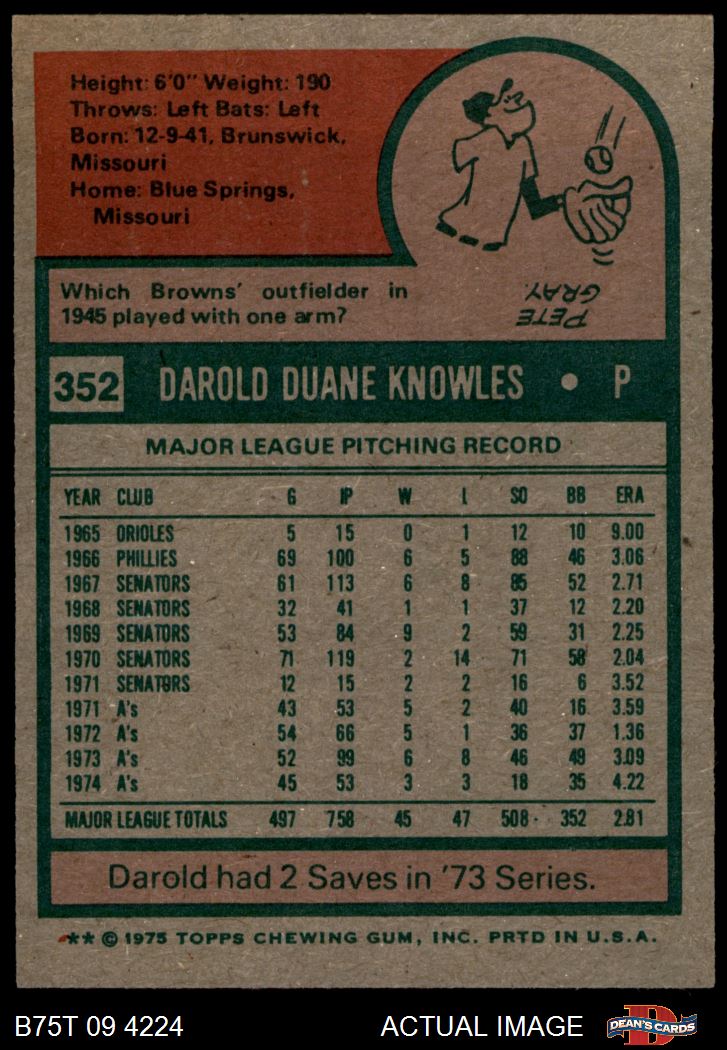 Height: 6'0" Weight: 190
Throws: Left Bats: Left
Born: 12-9-41, Brunswick,
Missouri
Home: Blue Springs,
Missouri
Which Browns' outfielder in
1945 played with one arm?
PETE
GRAY.
352 DAROLD DUANE KNOWLES • P
MAJOR LEAGUE PITCHING RECORD
YEAR CLUB G IP W L SO BB ERA
1965 ORIOLES 5 15 0 1 12 10 9.00
1966 PHILLIES 69 100 6 5 88 46 3.06
1967 SENATORS 61 113 6 8 85 52 2.71
1968 SENATORS 32 41 1 1 37 12 2.20
1969 SENATORS 53 84 9 2 59 31 2.25
1970 SENATORS 71 119 2 14 71 58 2.04
1971 SENATORS 12 15 2 2 16 6 3.52
1971 A's 43 53 5 2 40 16 3.59
1972 A's 54 66 5 1 36 37 1.36
1973 A's 52 99 6 8 46 49 3.09
1974 A's 45 53 3 3 18 35 4.22
MAJOR LEAGUE TOTALS 497 758 45 47 508 352 2.81
Darold had 2 Saves in '73 Series.
** © 1975 TOPPS CHEWING GUM, INC. PRTD IN U.S.A.
B75T 09 4224 ACTUAL IMAGE D DEAN'S CARDS